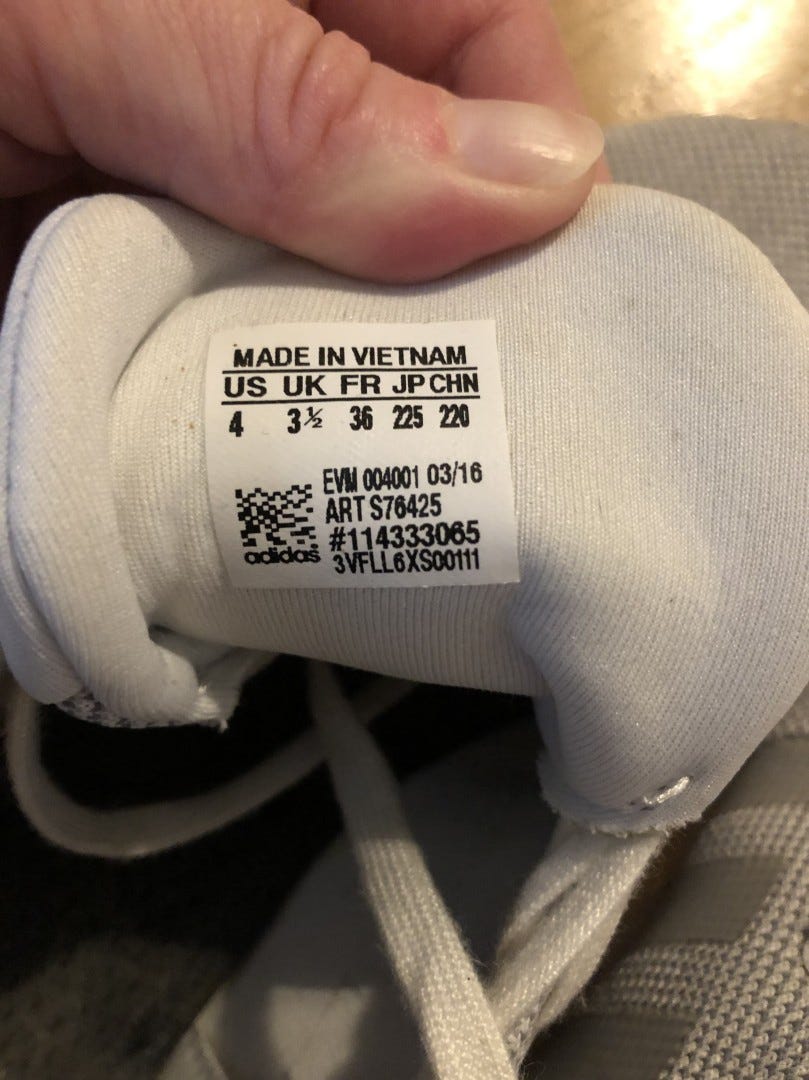 MADE IN VIETNAM
US UK FR JP CHN
4 3½ 36 225 220
EVM 004001 03/16
ART S76425
#114333065
adidas
3VFLL6XS00111